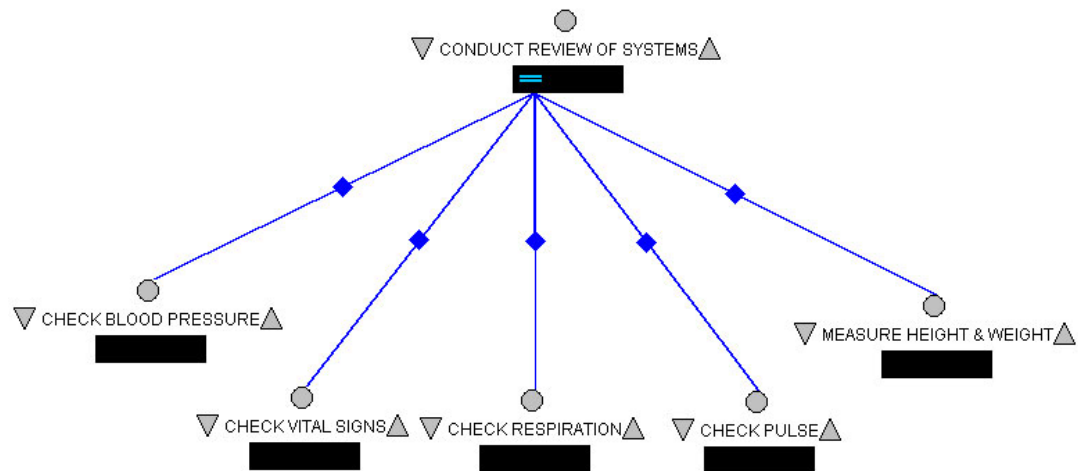 CONDUCT REVIEW OF SYSTEMS
CHECK BLOOD PRESSURE
MEASURE HEIGHT & WEIGHT
CHECK VITAL SIGNS
CHECK RESPIRATION
CHECK PULSE